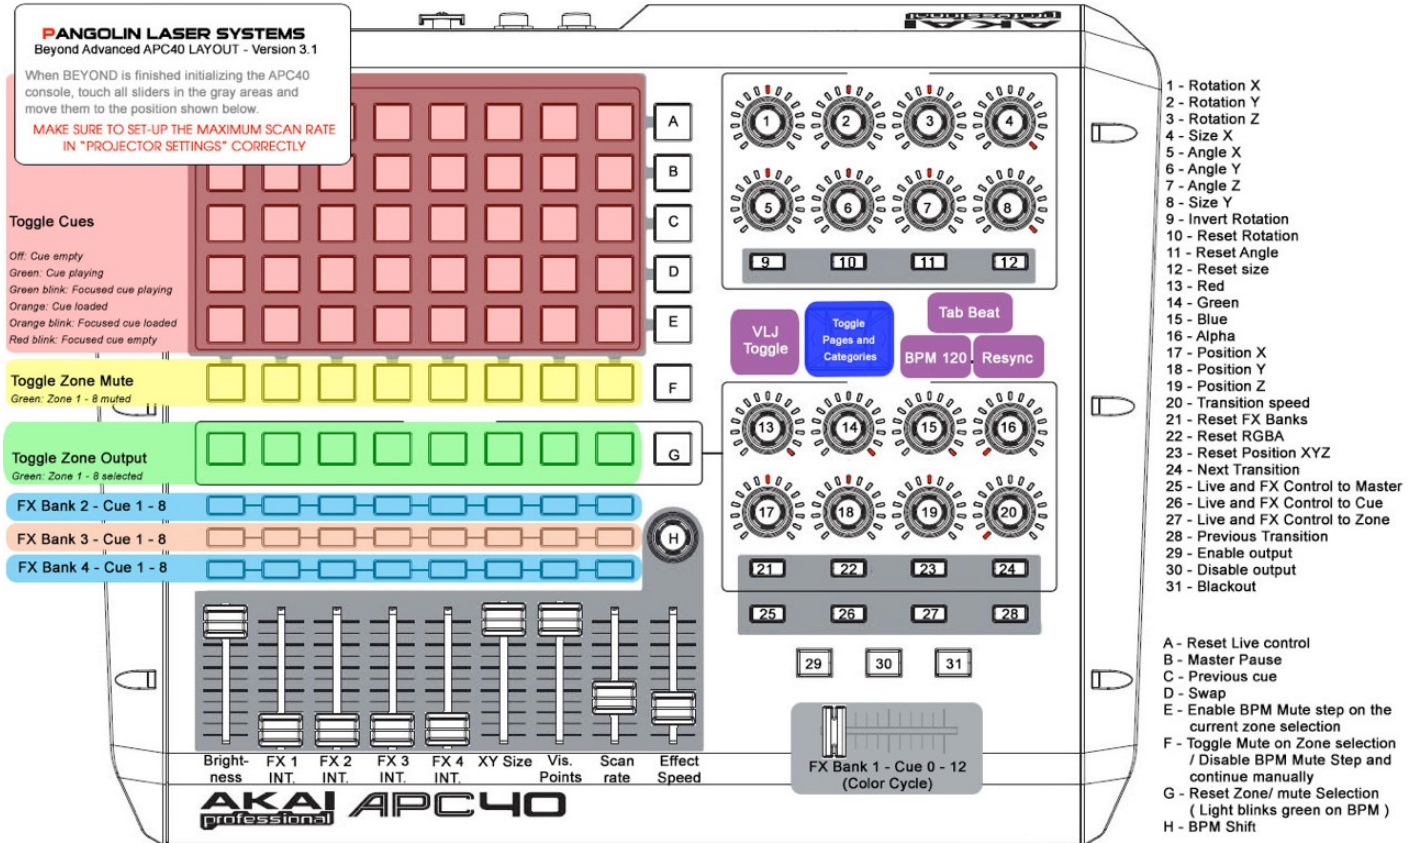 PANGOLIN LASER SYSTEMS
Beyond Advanced APC40 LAYOUT - Version 3.1
When BEYOND is finished initializing the APC40
console, touch all sliders in the gray areas and
move them to the position shown below.
MAKE SURE TO SET-UP THE MAXIMUM SCAN RATE
IN "PROJECTOR SETTINGS" CORRECTLY
AKAI
professional
Toggle Cues
Off: Cue empty
Green: Cue playing
Green blink: Focused cue playing
Orange: Cue loaded
Orange blink: Focused cue loaded
Red blink: Focused cue empty
Toggle Zone Mute
Green: Zone 1 - 8 muted
Toggle Zone Output
Green: Zone 1 - 8 selected
FX Bank 2 - Cue 1 - 8
FX Bank 3 - Cue 1 - 8
FX Bank 4 - Cue 1 - 8
A
B
C
D
E
F
G
H
1 2 3 4
5 6 7 8
9 10 11 12
VLJ
Toggle
Toggle
Pages and
Categories
Tab Beat
BPM 120
Resync
13 14 15 16
17 18 19 20
21 22 23 24
25 26 27 28
29 30 31
FX Bank 1 - Cue 0 - 12
(Color Cycle)
Bright-
ness
FX 1
INT.
FX 2
INT.
FX 3
INT.
FX 4
INT.
XY Size
Vis.
Points
Scan
rate
Effect
Speed
AKAI
professional
APC40
1 - Rotation X
2 - Rotation Y
3 - Rotation Z
4 - Size X
5 - Angle X
6 - Angle Y
7 - Angle Z
8 - Size Y
9 - Invert Rotation
10 - Reset Rotation
11 - Reset Angle
12 - Reset size
13 - Red
14 - Green
15 - Blue
16 - Alpha
17 - Position X
18 - Position Y
19 - Position Z
20 - Transition speed
21 - Reset FX Banks
22 - Reset RGBA
23 - Reset Position XYZ
24 - Next Transition
25 - Live and FX Control to Master
26 - Live and FX Control to Cue
27 - Live and FX Control to Zone
28 - Previous Transition
29 - Enable output
30 - Disable output
31 - Blackout
A - Reset Live control
B - Master Pause
C - Previous cue
D - Swap
E - Enable BPM Mute step on the
current zone selection
F - Toggle Mute on Zone selection
/ Disable BPM Mute Step and
continue manually
G - Reset Zone/ mute Selection
( Light blinks green on BPM )
H - BPM Shift